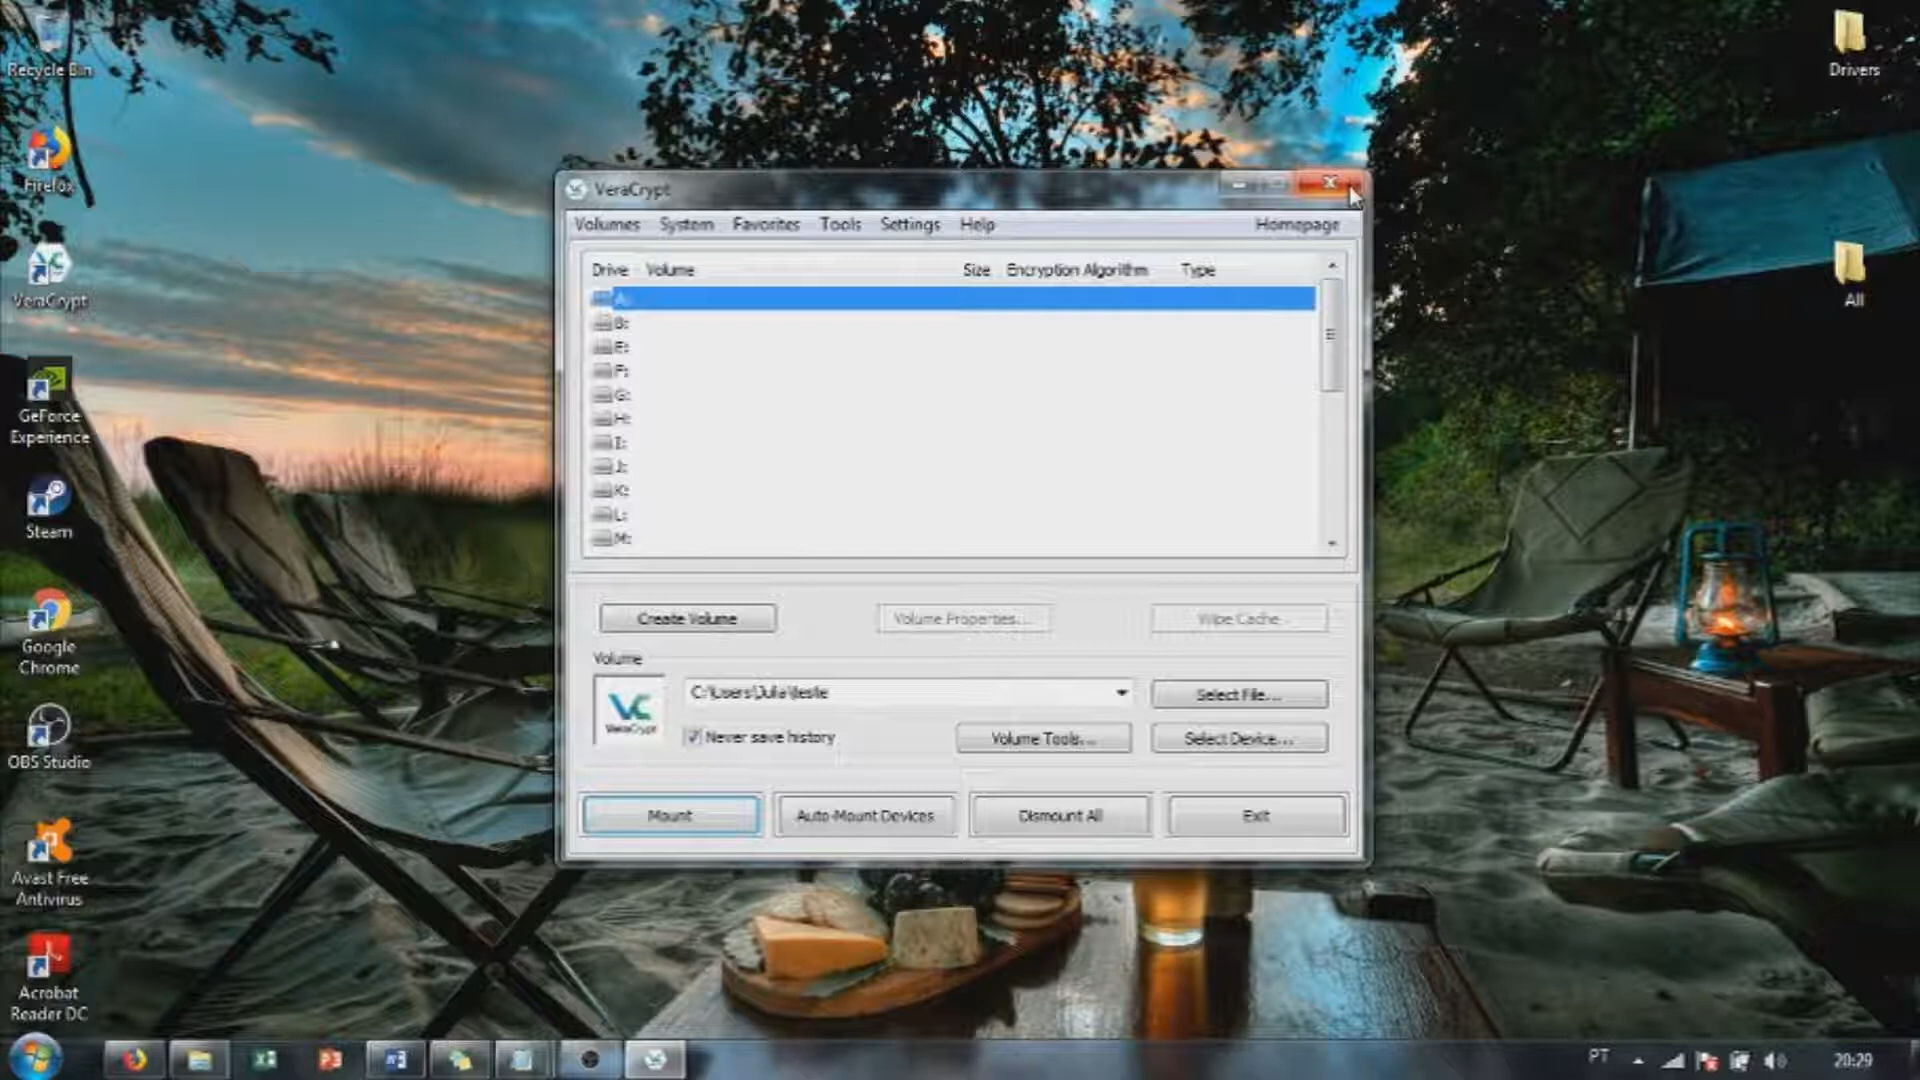 Recycle Bin
Firefox
VeraCrypt
GeForce
Experience
Steam
Google
Chrome
OBS Studio
Avast Free
Antivirus
Acrobat
Reader DC
Drivers
All
VeraCrypt
Volumes System Favorites Tools Settings Help Homepage
Drive Volume Size Encryption Algorithm Type
A:
B:
E:
F:
G:
H:
I:
J:
K:
L:
M:
Create Volume Volume Properties... Wipe Cache
Volume
VeraCrypt
C:\Users\Julia\teste
Select File...
Never save history
Volume Tools... Select Device...
Mount Auto-Mount Devices Dismount All Exit
PT 20:29